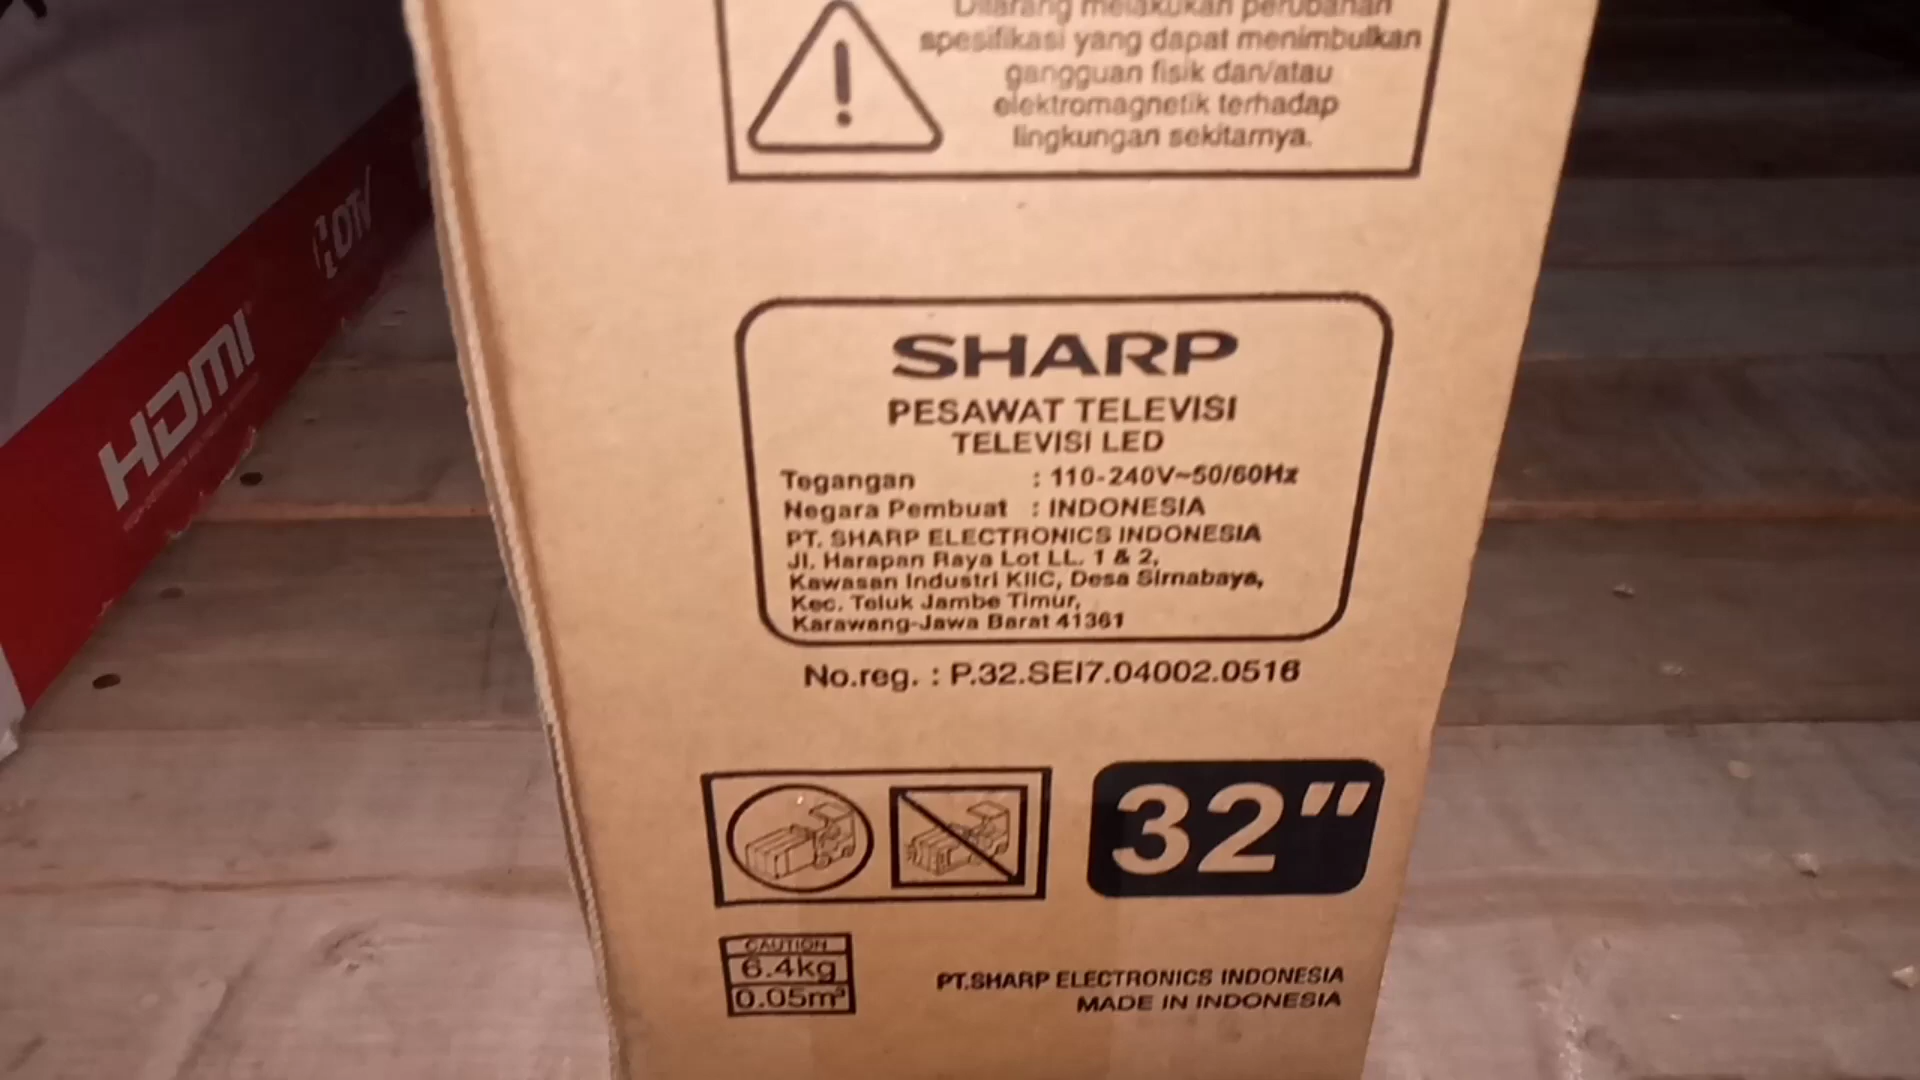 Dilarang melakukan perubahan
spesifikasi yang dapat menimbulkan
gangguan fisik dan/atau
elektromagnetik terhadap
lingkungan sekitarnya.
HDMI
SHARP
PESAWAT TELEVISI
TELEVISI LED
Tegangan : 110-240V~50/60Hz
Negara Pembuat : INDONESIA
PT. SHARP ELECTRONICS INDONESIA
Jl. Harapan Raya Lot LL. 1 & 2,
Kawasan Industri KIIC, Desa Sirnabaya,
Kec. Teluk Jambe Timur,
Karawang-Jawa Barat 41361
No.reg. : P.32.SEI7.04002.0516
32"
CAUTION
6.4kg
0.05m³
PT.SHARP ELECTRONICS INDONESIA
MADE IN INDONESIA